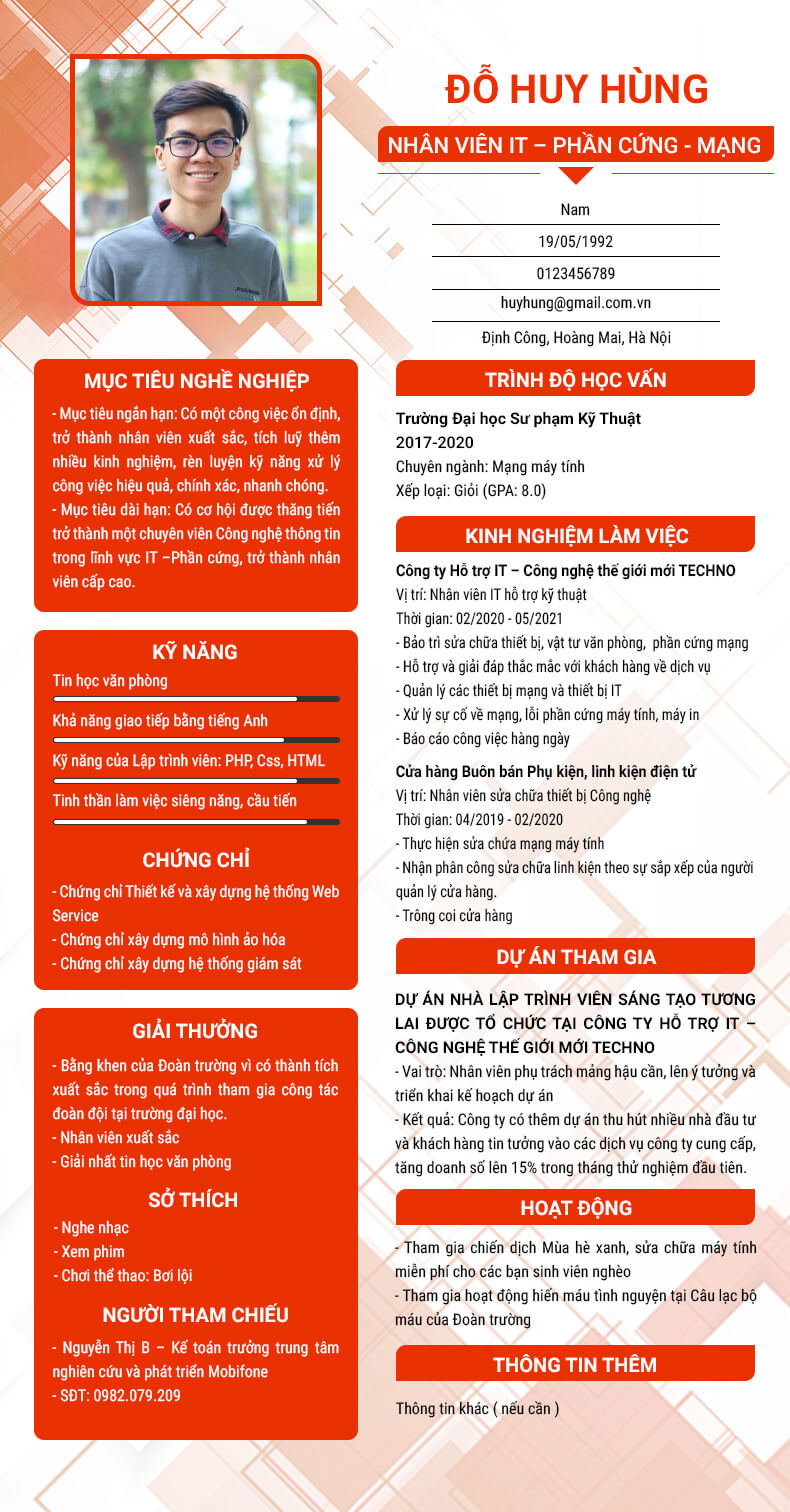 ĐỖ HUY HÙNG
NHÂN VIÊN IT – PHẦN CỨNG - MẠNG
Nam
19/05/1992
0123456789
huyhung@gmail.com.vn
Định Công, Hoàng Mai, Hà Nội
MỤC TIÊU NGHỀ NGHIỆP
- Mục tiêu ngắn hạn: Có một công việc ổn định,
trở thành nhân viên xuất sắc, tích luỹ thêm
nhiều kinh nghiệm, rèn luyện kỹ năng xử lý
công việc hiệu quả, chính xác, nhanh chóng.
- Mục tiêu dài hạn: Có cơ hội được thăng tiến
trở thành một chuyên viên Công nghệ thông tin
trong lĩnh vực IT –Phần cứng, trở thành nhân
viên cấp cao.
KỸ NĂNG
Tin học văn phòng
Khả năng giao tiếp bằng tiếng Anh
Kỹ năng của Lập trình viên: PHP, Css, HTML
Tinh thần làm việc siêng năng, cầu tiến
CHỨNG CHỈ
- Chứng chỉ Thiết kế và xây dựng hệ thống Web
Service
- Chứng chỉ xây dựng mô hình ảo hóa
- Chứng chỉ xây dựng hệ thống giám sát
GIẢI THƯỞNG
- Bằng khen của Đoàn trường vì có thành tích
xuất sắc trong quá trình tham gia công tác
đoàn đội tại trường đại học.
- Nhân viên xuất sắc
- Giải nhất tin học văn phòng
SỞ THÍCH
- Nghe nhạc
- Xem phim
- Chơi thể thao: Bơi lội
NGƯỜI THAM CHIẾU
- Nguyễn Thị B – Kế toán trưởng trung tâm
nghiên cứu và phát triển Mobifone
- SĐT: 0982.079.209
TRÌNH ĐỘ HỌC VẤN
Trường Đại học Sư phạm Kỹ Thuật
2017-2020
Chuyên ngành: Mạng máy tính
Xếp loại: Giỏi (GPA: 8.0)
KINH NGHIỆM LÀM VIỆC
Công ty Hỗ trợ IT – Công nghệ thế giới mới TECHNO
Vị trí: Nhân viên IT hỗ trợ kỹ thuật
Thời gian: 02/2020 - 05/2021
- Bảo trì sửa chữa thiết bị, vật tư văn phòng, phần cứng mạng
- Hỗ trợ và giải đáp thắc mắc với khách hàng về dịch vụ
- Quản lý các thiết bị mạng và thiết bị IT
- Xử lý sự cố về mạng, lỗi phần cứng máy tính, máy in
- Báo cáo công việc hàng ngày
Cửa hàng Buôn bán Phụ kiện, linh kiện điện tử
Vị trí: Nhân viên sửa chữa thiết bị Công nghệ
Thời gian: 04/2019 - 02/2020
- Thực hiện sửa chứa mạng máy tính
- Nhận phân công sửa chữa linh kiện theo sự sắp xếp của người
quản lý cửa hàng.
- Trông coi cửa hàng
DỰ ÁN THAM GIA
DỰ ÁN NHÀ LẬP TRÌNH VIÊN SÁNG TẠO TƯƠNG
LAI ĐƯỢC TỔ CHỨC TẠI CÔNG TY HỖ TRỢ IT –
CÔNG NGHỆ THẾ GIỚI MỚI TECHNO
- Vai trò: Nhân viên phụ trách mảng hậu cần, lên ý tưởng và
triển khai kế hoạch dự án
- Kết quả: Công ty có thêm dự án thu hút nhiều nhà đầu tư
và khách hàng tin tưởng vào các dịch vụ công ty cung cấp,
tăng doanh số lên 15% trong tháng thử nghiệm đầu tiên.
HOẠT ĐỘNG
- Tham gia chiến dịch Mùa hè xanh, sửa chữa máy tính
miễn phí cho các bạn sinh viên nghèo
- Tham gia hoạt động hiến máu tình nguyện tại Câu lạc bộ
máu của Đoàn trường
THÔNG TIN THÊM
Thông tin khác ( nếu cần )